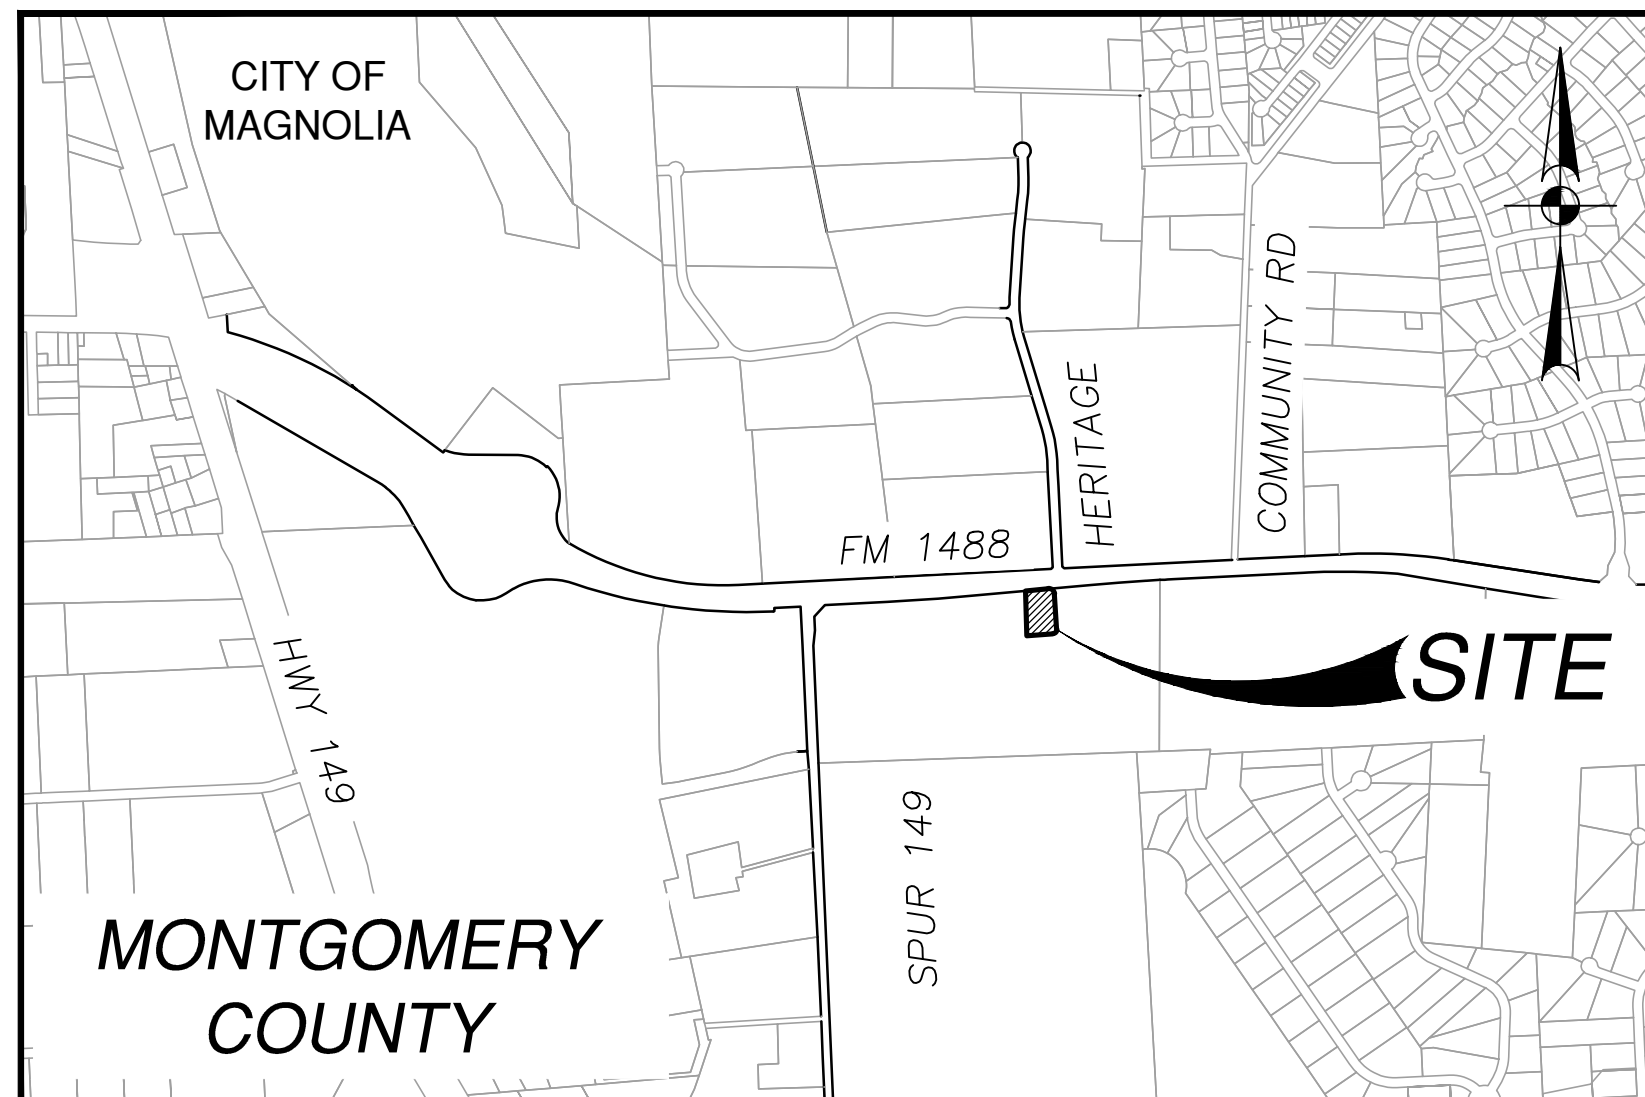 CITY OF
MAGNOLIA
COMMUNITY RD
HERITAGE
FM 1488
SITE
HWY 149
SPUR 149
MONTGOMERY
COUNTY